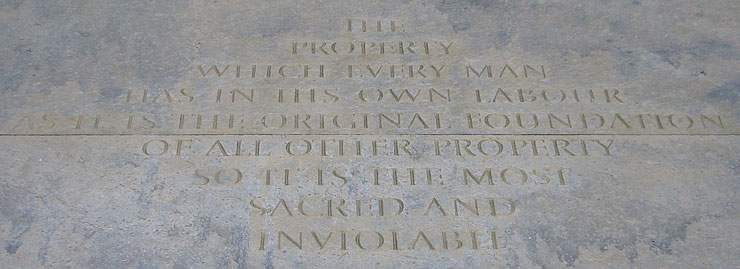 THE
PROPERTY
WHICH EVERY MAN
HAS IN HIS OWN LABOUR
AS IT IS THE ORIGINAL FOUNDATION
OF ALL OTHER PROPERTY
SO IT IS THE MOST
SACRED AND
INVIOLABLE